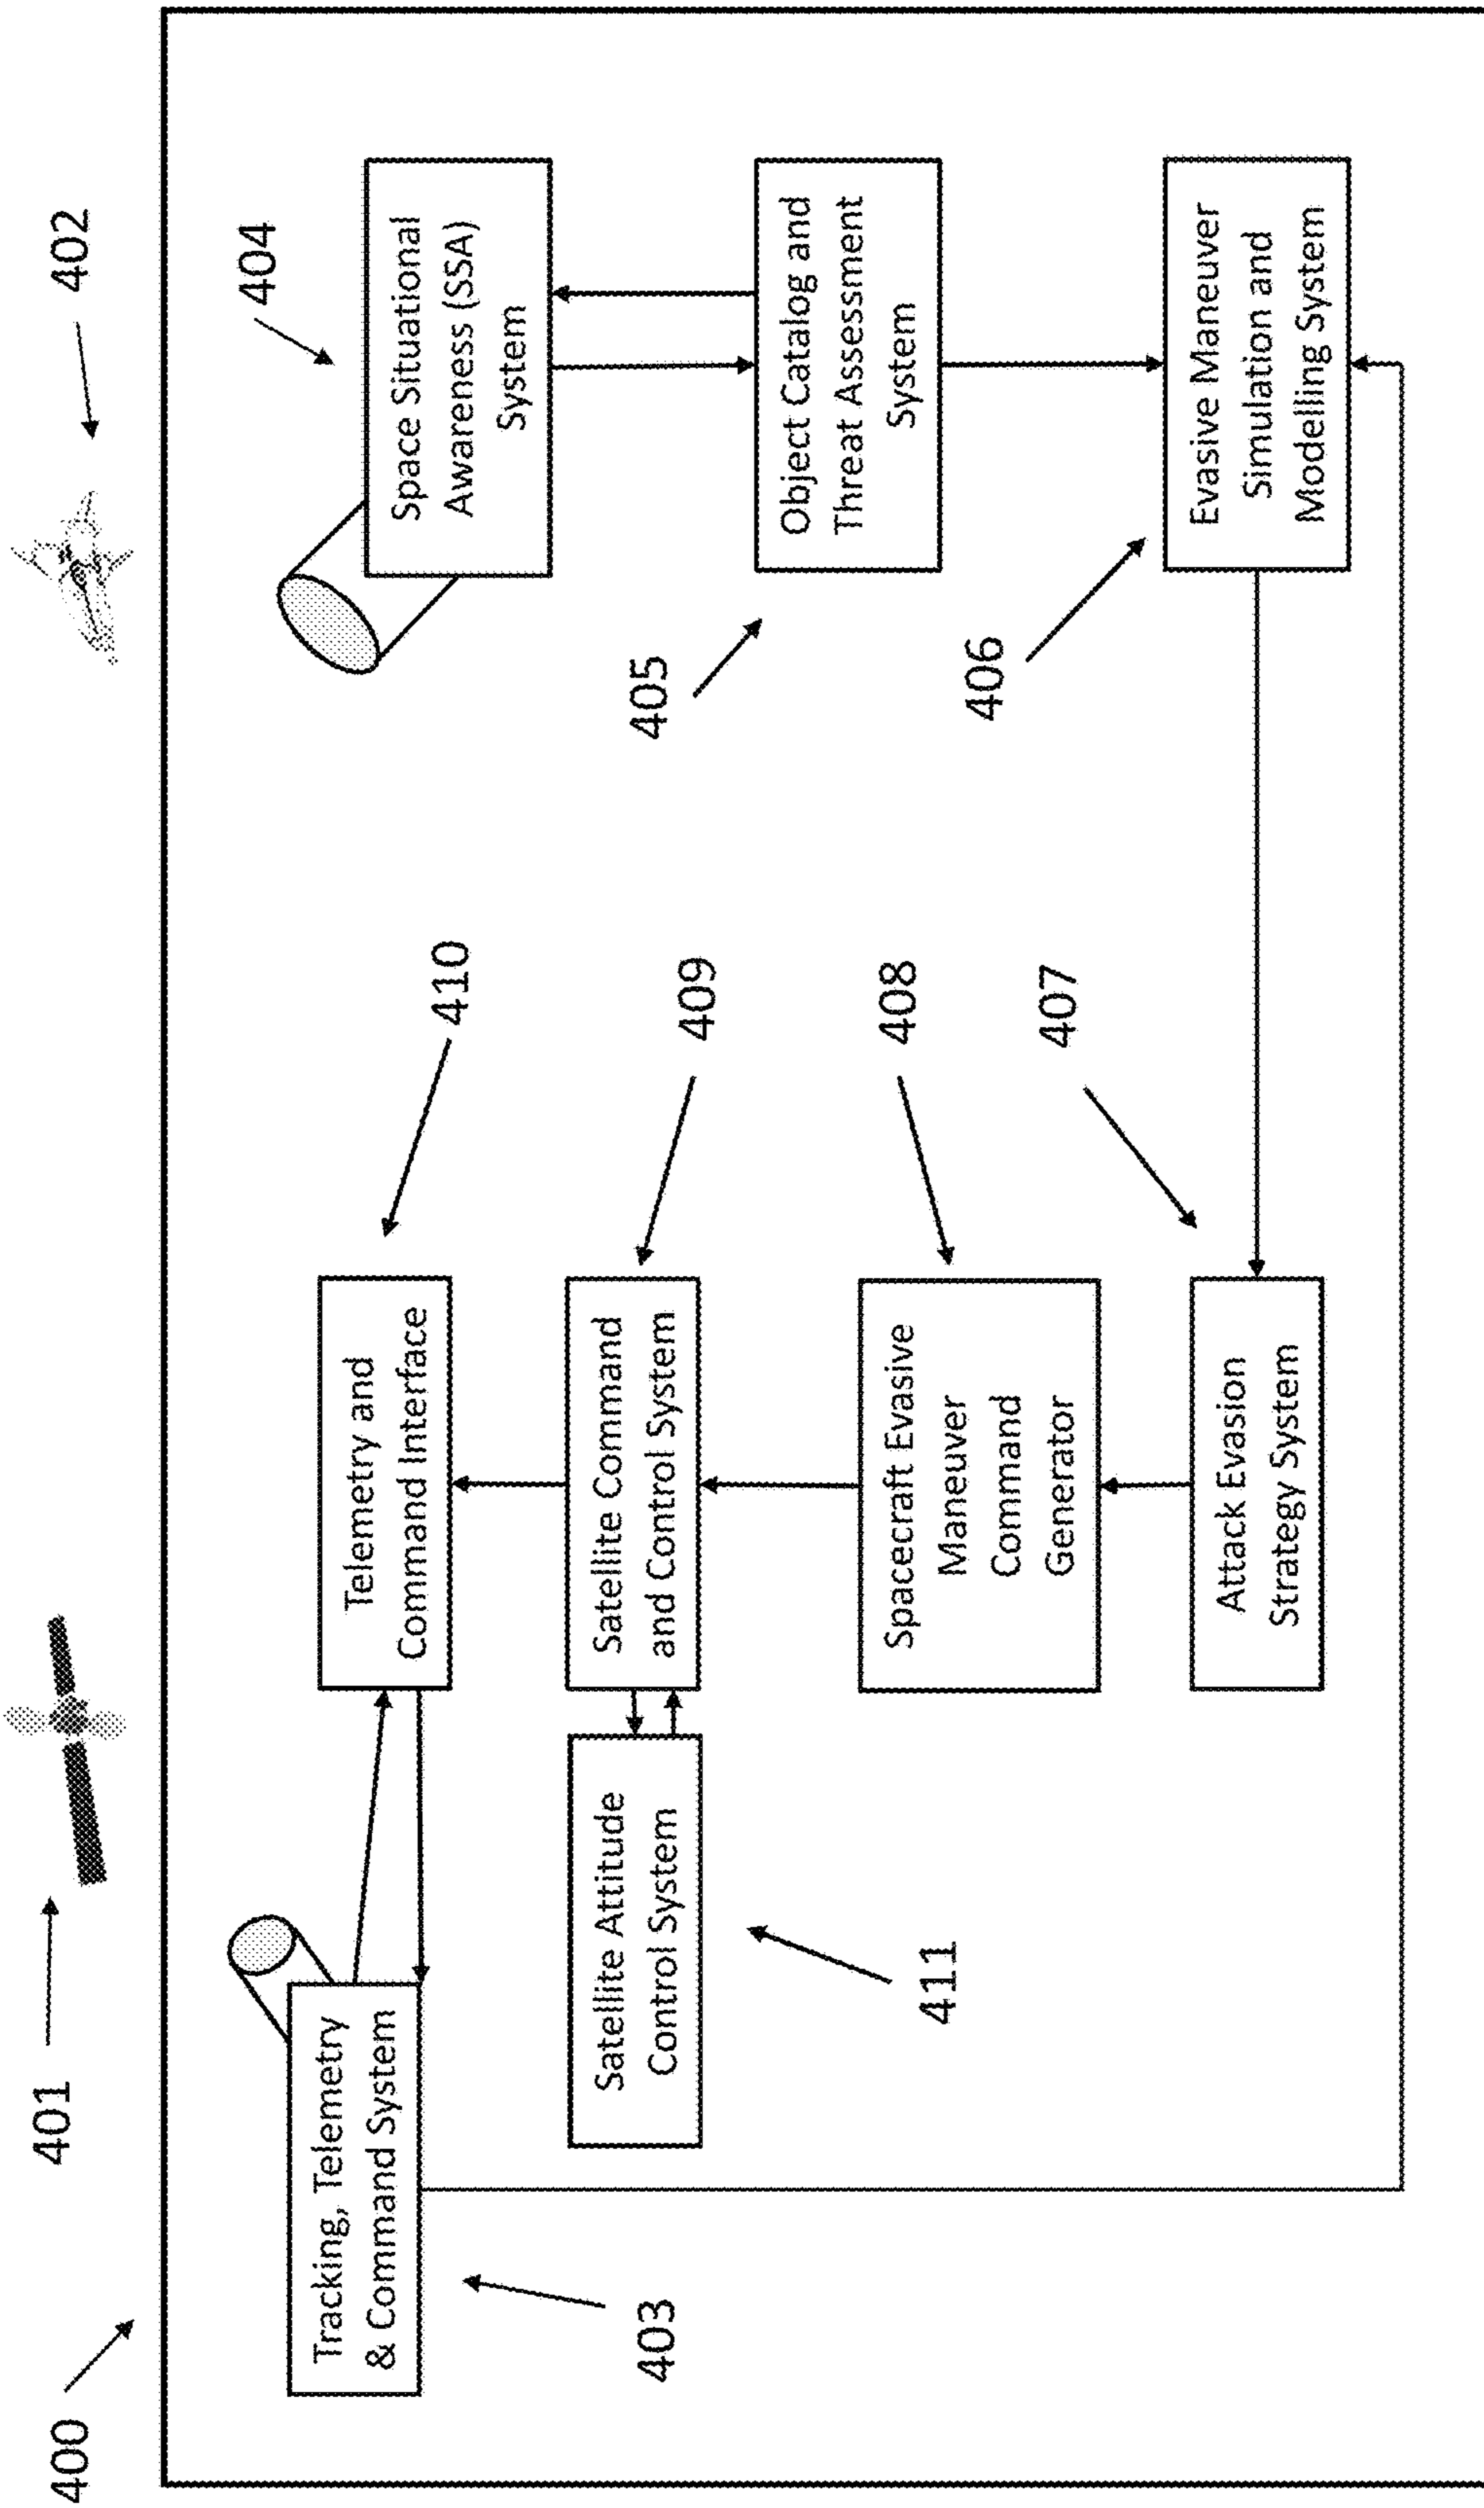 400
401
402
Tracking, Telemetry
& Command System
403
Telemetry and
Command Interface
410
Space Situational
Awareness (SSA)
System
404
Satellite Attitude
Control System
411
Satellite Command
and Control System
409
Object Catalog and
Threat Assessment
System
405
Spacecraft Evasive
Maneuver
Command
Generator
408
Attack Evasion
Strategy System
407
Evasive Maneuver
Simulation and
Modelling System
406